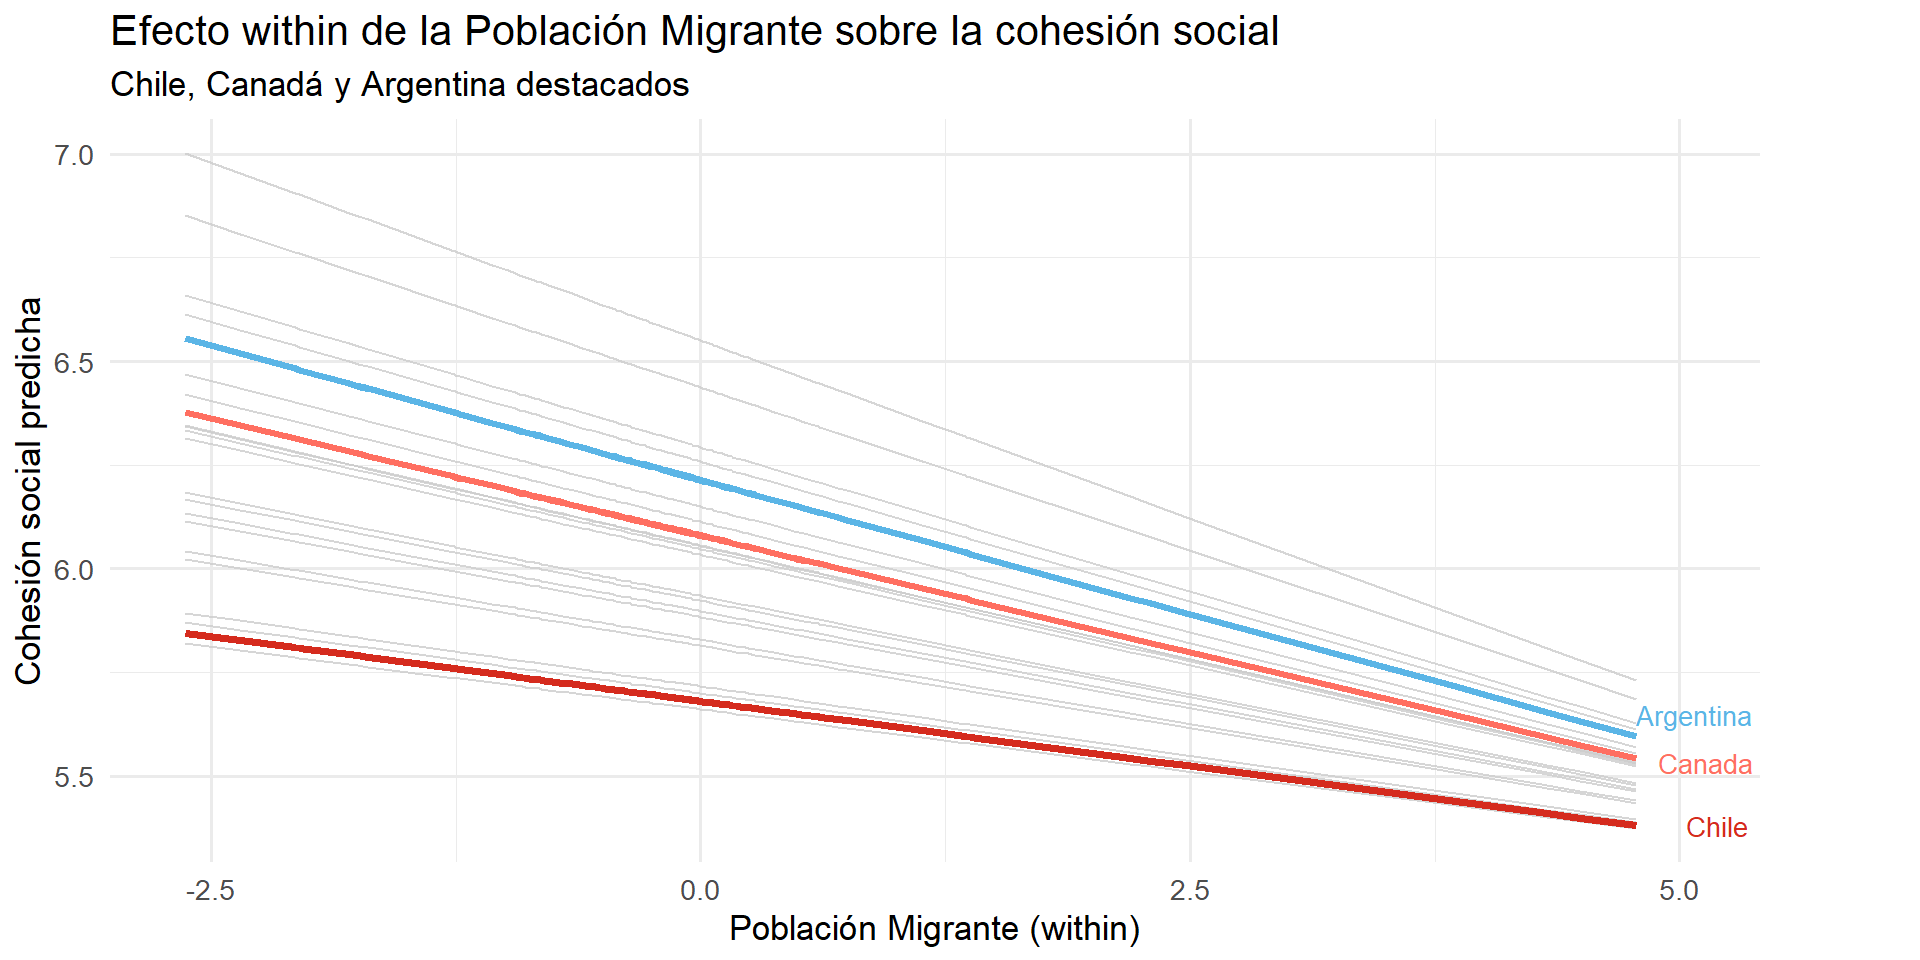 Efecto within de la Población Migrante sobre la cohesión social
Chile, Canadá y Argentina destacados
Cohesión social predicha
7.0
6.5
6.0
5.5
Argentina
Canada
Chile
-2.5
0.0
2.5
5.0
Población Migrante (within)